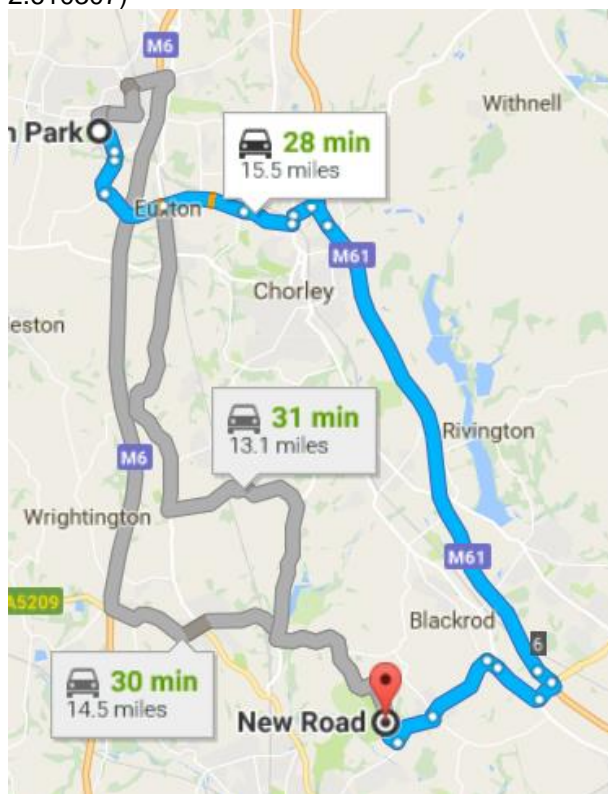 M6
Withnell
n Park
28 min
15.5 miles
Euxton
M61
Chorley
eston
31 min
13.1 miles
Rivington
M6
Wrightington
M61
A5209
Blackrod
6
30 min
14.5 miles
New Road